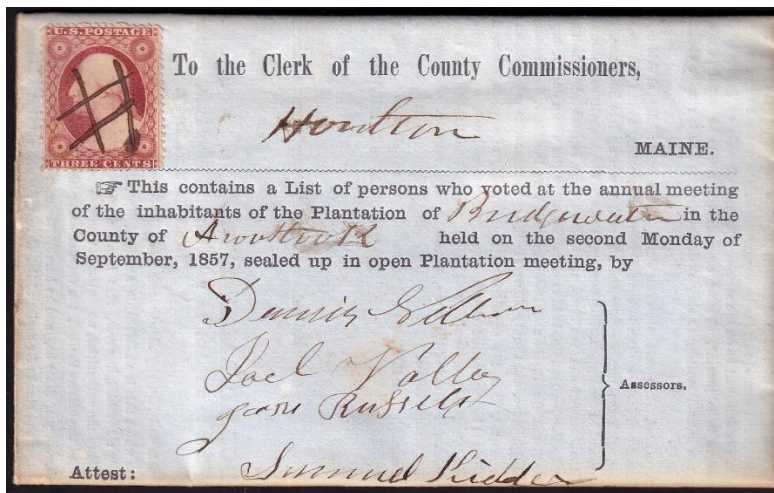 U.S. POSTAGE
THREE CENTS
To the Clerk of the County Commissioners,
Houlton
MAINE.
☞ This contains a List of persons who voted at the annual meeting
of the inhabitants of the Plantation of Bridgewater in the
County of Aroostook held on the second Monday of
September, 1857, sealed up in open Plantation meeting, by
Dennis
Joel Valley
Russell
Assessors.
Attest: Samuel Kidder